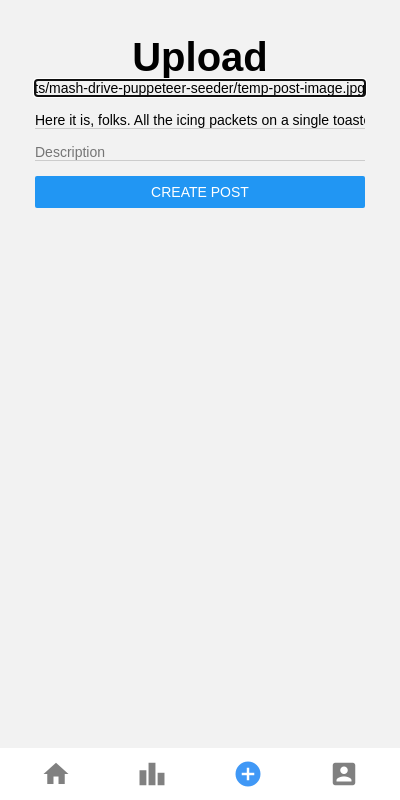 Upload
ts/mash-drive-puppeteer-seeder/temp-post-image.jpg
Here it is, folks. All the icing packets on a single toast
Description
CREATE POST